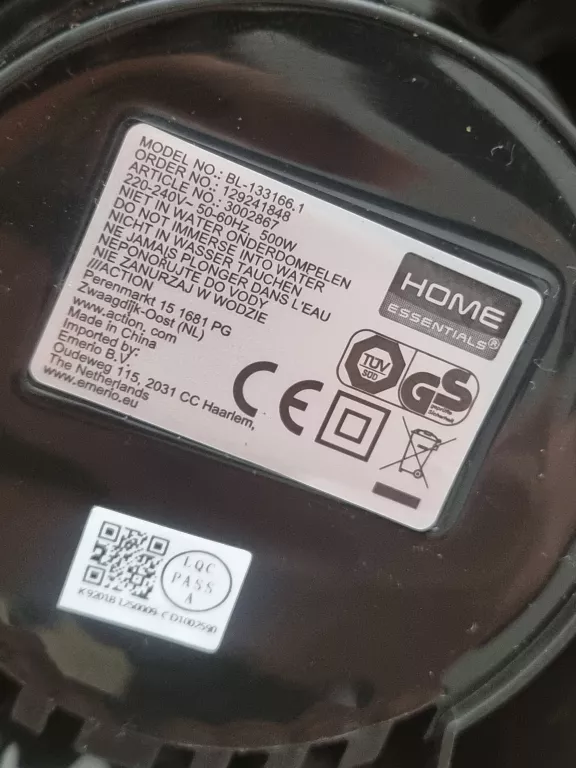 MODEL NO.: BL-133166.1
ORDER NO.: 129241848
ARTICLE NO.: 3002867
220-240V~ 50-60Hz, 500W
NIET IN WATER ONDERDOMPELEN
DO NOT IMMERSE INTO WATER
NICHT IN WASSER TAUCHEN
NE JAMAIS PLONGER DANS L'EAU
NEPONOŘUJTE DO VODY
NIE ZANURZAJ W WODZIE
///ACTION
Perenmarkt 15 1681 PG
Zwaagdijk-Oost (NL)
www.action.com
Made in China
Imported by:
Emerio B.V.
Oudeweg 115, 2031 CC Haarlem,
The Netherlands
www.emerio.eu
HOME
ESSENTIALS®
TÜV
SÜD
GS
geprüfte
Sicherheit
CE
LQC
PASS
A